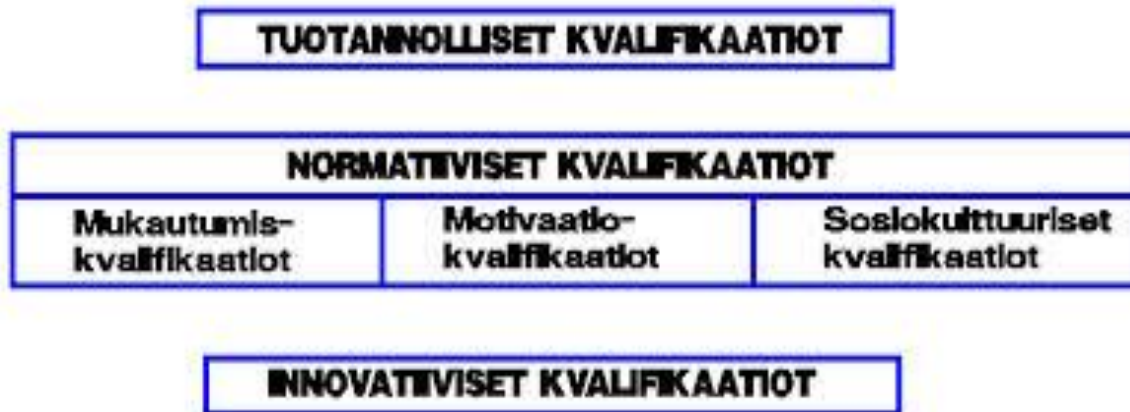 TUOTANNOLLISET KVALIFIKAATIOT
NORMATIIVISET KVALIFIKAATIOT
Mukautumis-
kvalifikaatiot
Motivaatio-
kvalifikaatiot
Sosiokulttuuriset
kvalifikaatiot
INNOVATIIVISET KVALIFIKAATIOT